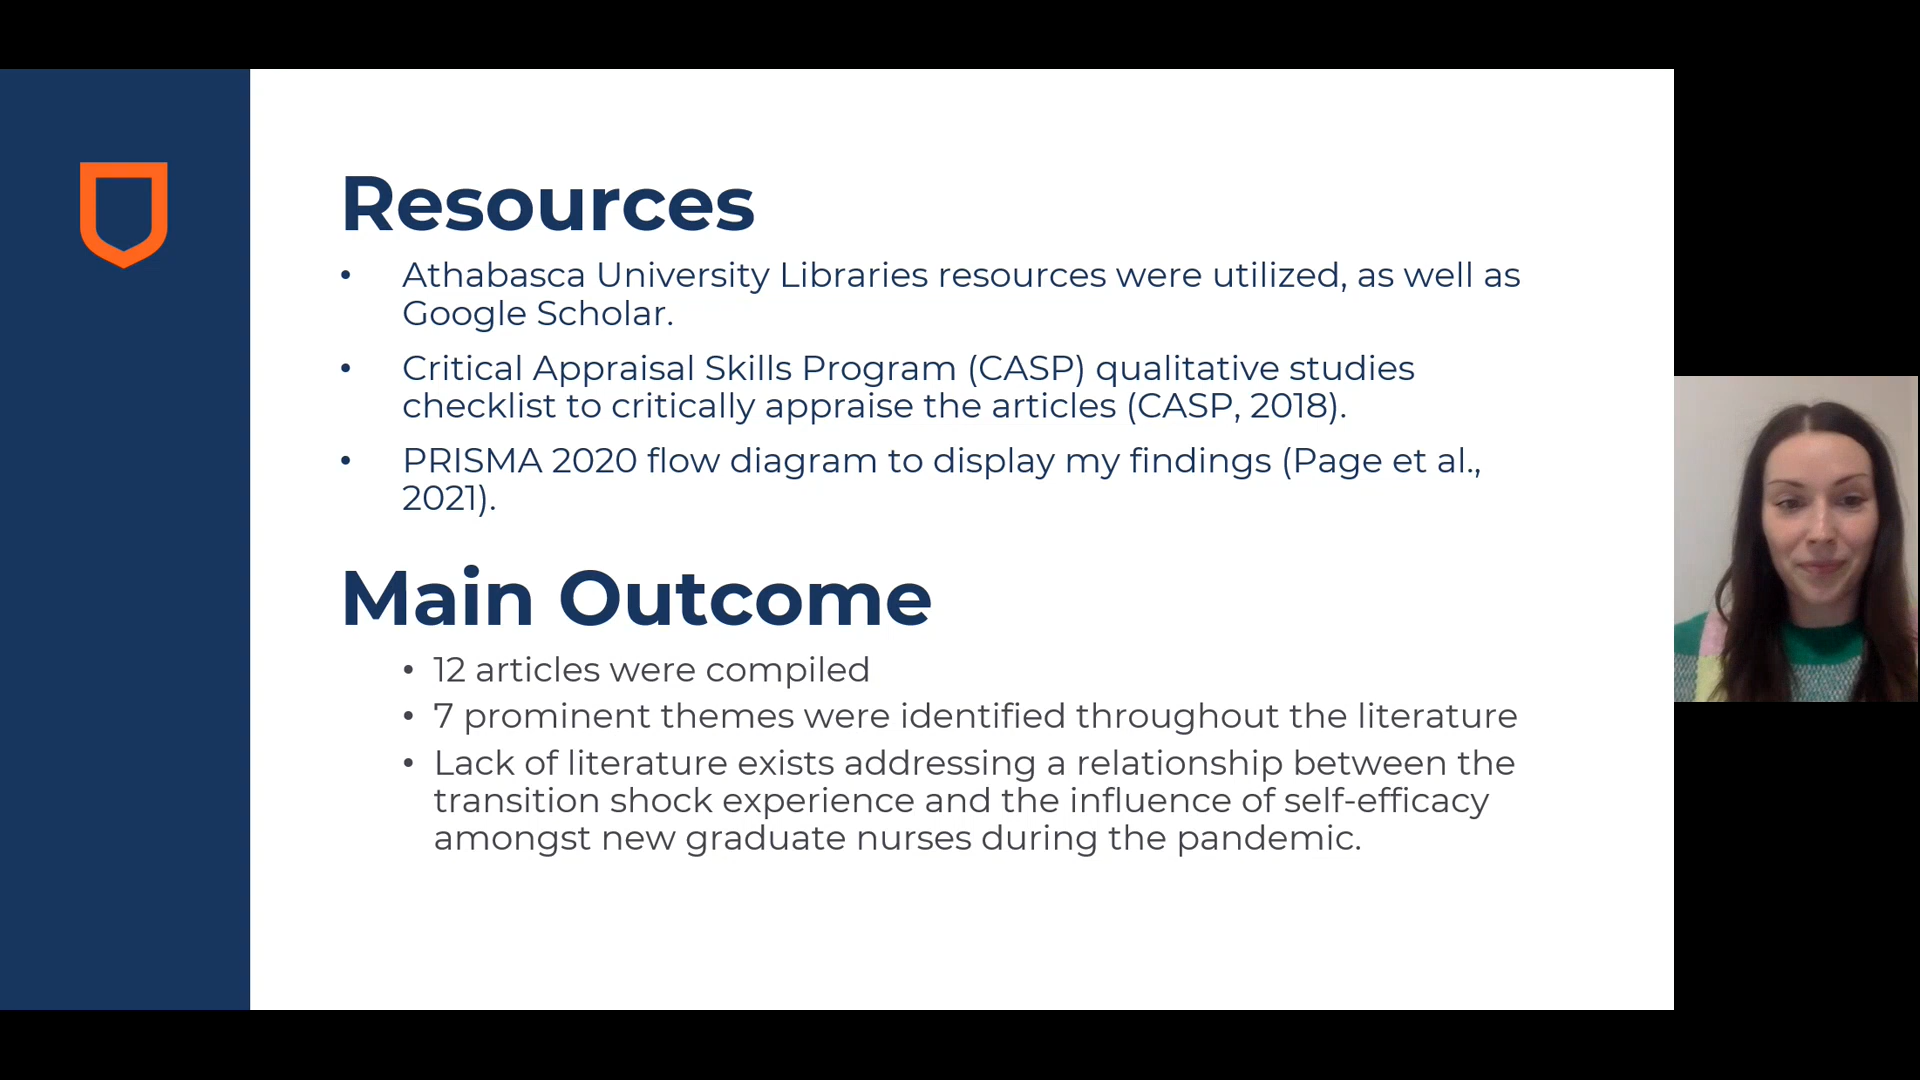 Resources
• Athabasca University Libraries resources were utilized, as well as
Google Scholar.
• Critical Appraisal Skills Program (CASP) qualitative studies
checklist to critically appraise the articles (CASP, 2018).
• PRISMA 2020 flow diagram to display my findings (Page et al.,
2021).
Main Outcome
• 12 articles were compiled
• 7 prominent themes were identified throughout the literature
• Lack of literature exists addressing a relationship between the
transition shock experience and the influence of self-efficacy
amongst new graduate nurses during the pandemic.